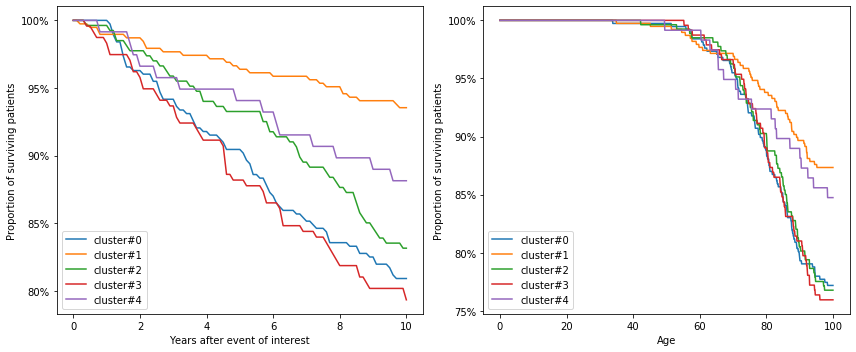 100%
95%
90%
85%
80%
Proportion of surviving patients
cluster#0
cluster#1
cluster#2
cluster#3
cluster#4
0 2 4 6 8 10
Years after event of interest
100%
95%
90%
85%
80%
75%
Proportion of surviving patients
cluster#0
cluster#1
cluster#2
cluster#3
cluster#4
0 20 40 60 80 100
Age